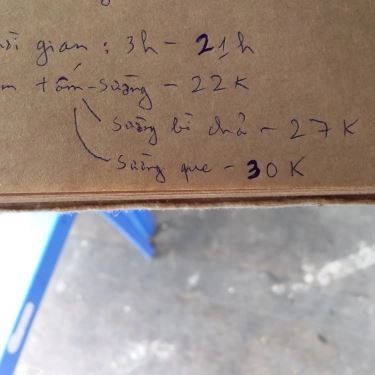 gian : 3h - 21h
tấm - sườn - 22K
sườn bì chả - 27K
sườn que - 30K